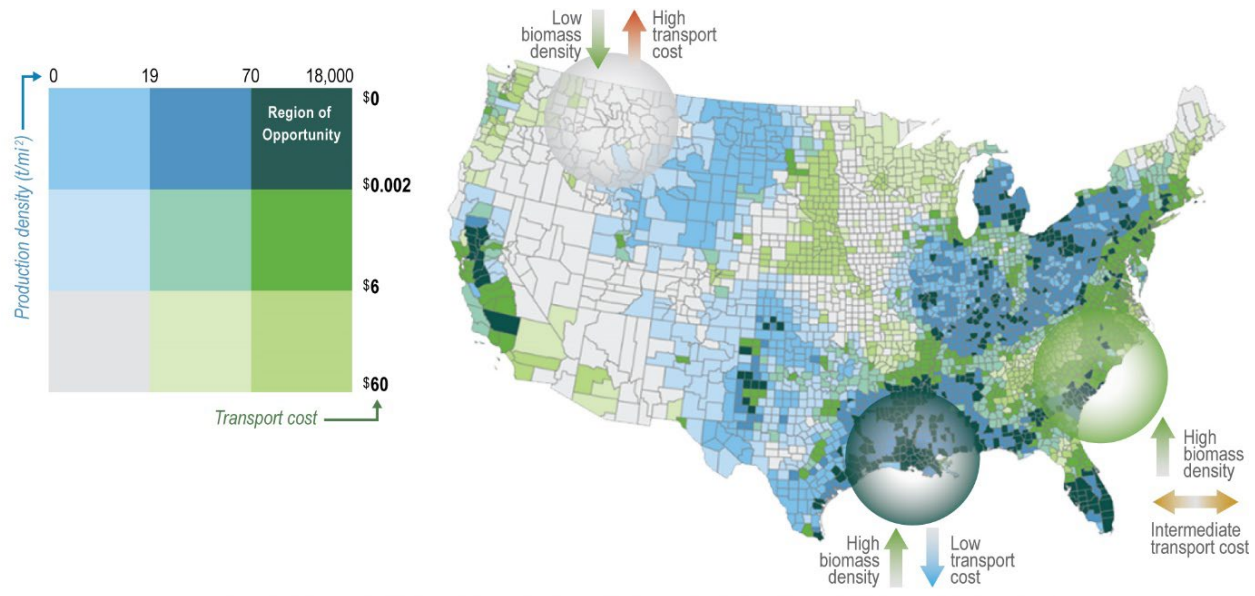 Low
biomass
density
High
transport
cost
0 19 70 18,000
Production density (t/mi²)
Region of
Opportunity
$0
$0.002
$6
$60
Transport cost
High
biomass
density
Intermediate
transport cost
High
biomass
density
Low
transport
cost